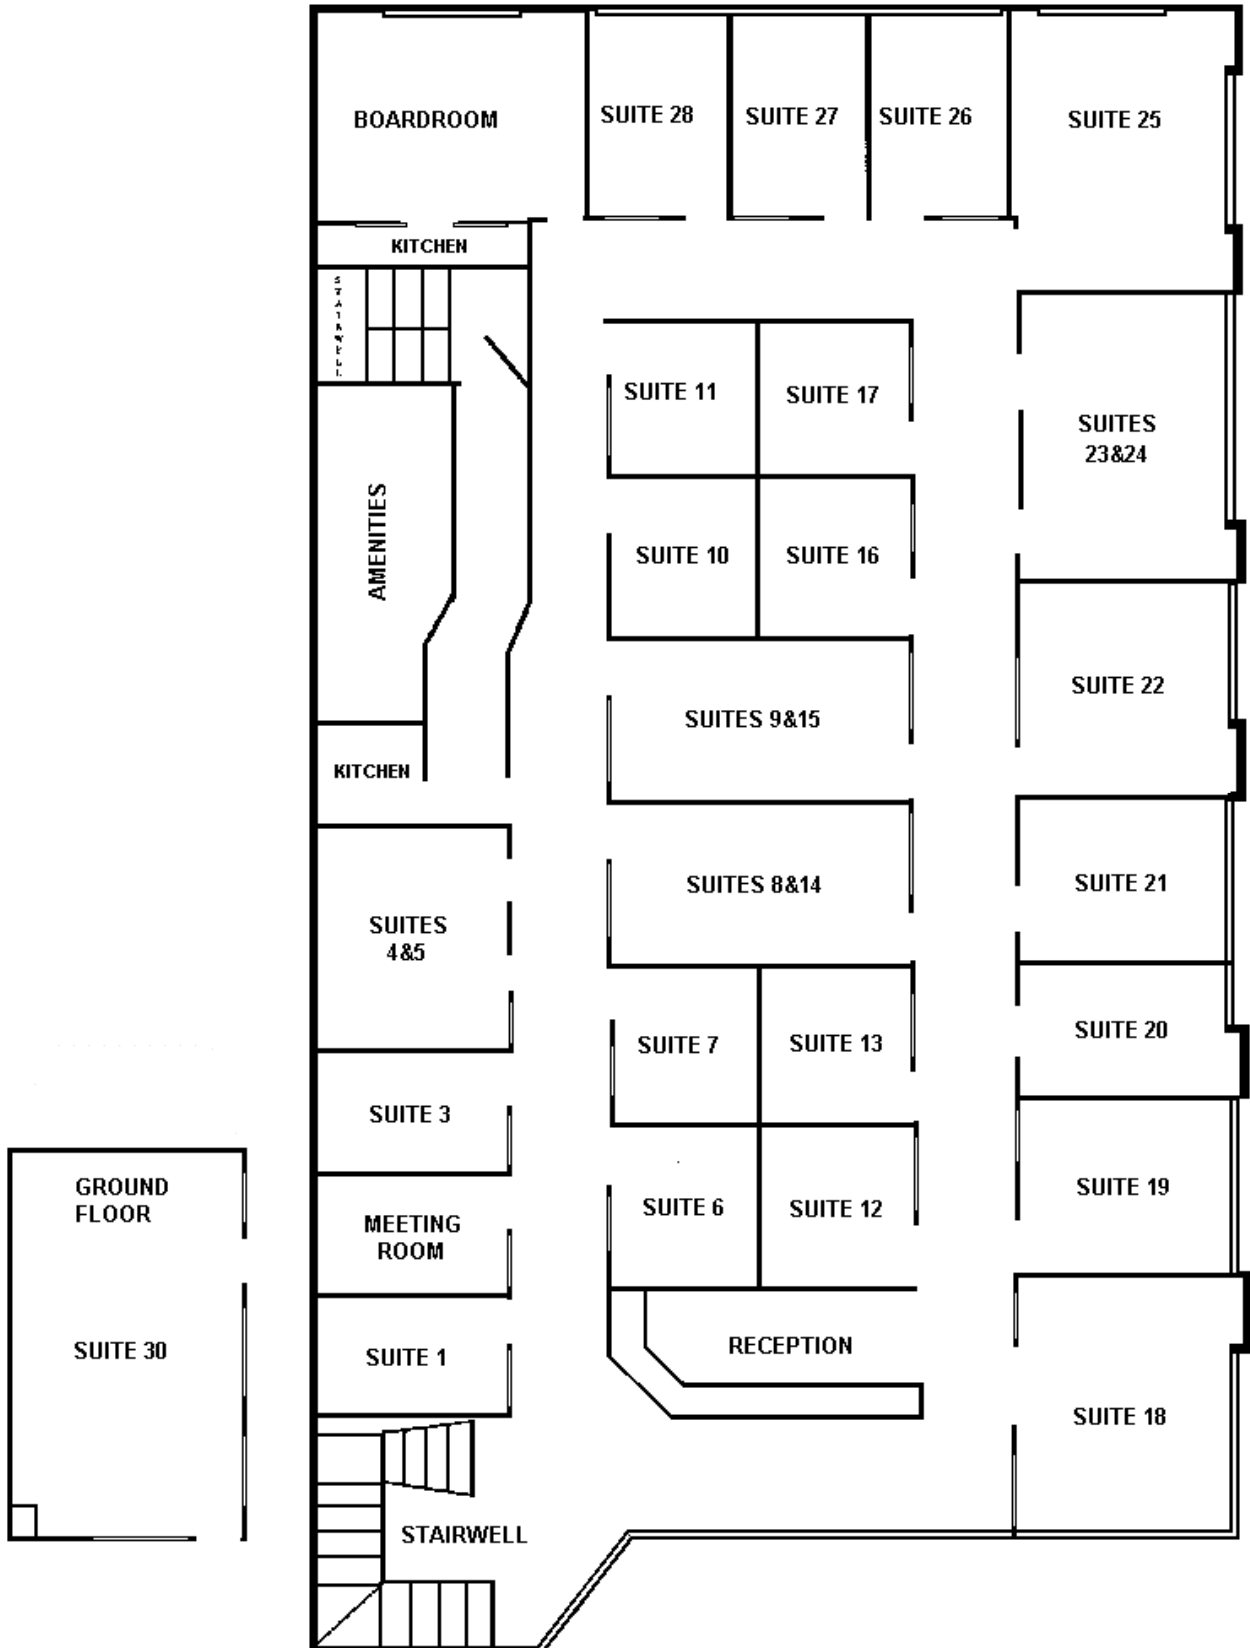 BOARDROOM
SUITE 28
SUITE 27
SUITE 26
SUITE 25
KITCHEN
STAIRWELL
SUITE 11
SUITE 17
SUITES
23&24
AMENITIES
SUITE 10
SUITE 16
SUITE 22
SUITES 9&15
KITCHEN
SUITES 8&14
SUITE 21
SUITES
4&5
SUITE 7
SUITE 13
SUITE 20
SUITE 3
GROUND
FLOOR
MEETING
ROOM
SUITE 6
SUITE 12
SUITE 19
SUITE 30
SUITE 1
RECEPTION
SUITE 18
STAIRWELL